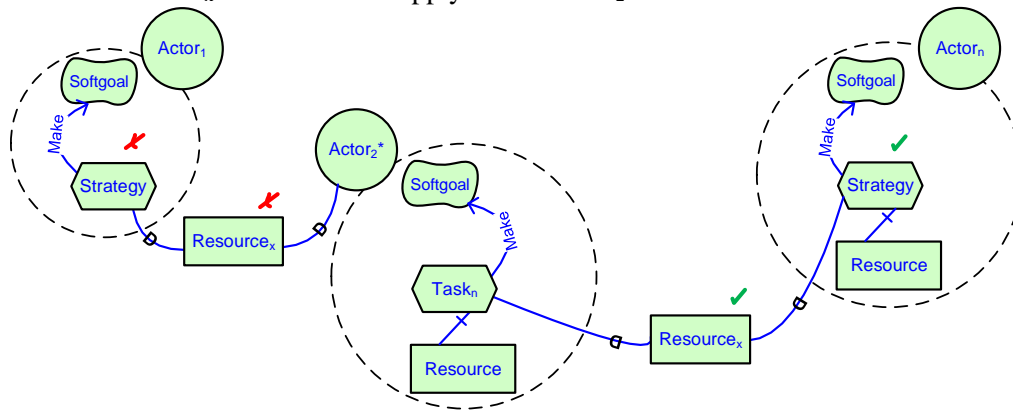 Actor₁
Softgoal
Make
Strategy
Resourceₓ
Actor₂*
Softgoal
Make
Taskₙ
Resource
Resourceₓ
Actorₙ
Softgoal
Make
Strategy
Resource